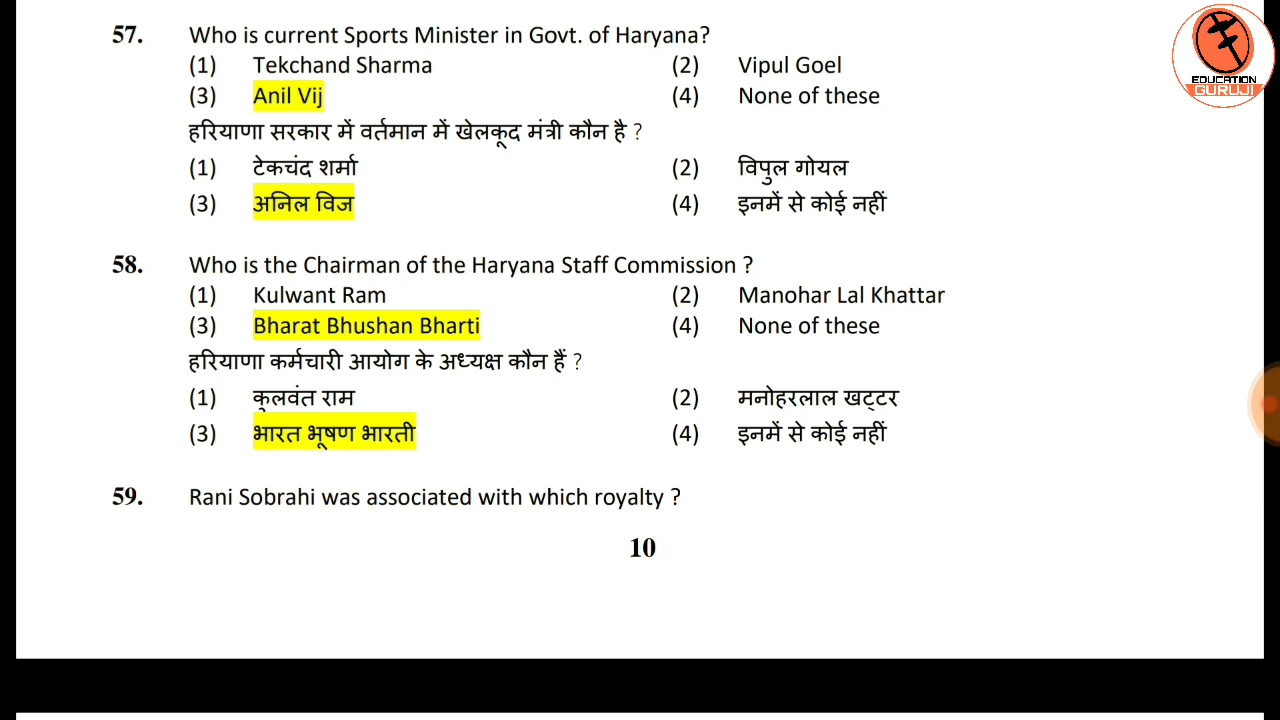 57. Who is current Sports Minister in Govt. of Haryana?
(1) Tekchand Sharma (2) Vipul Goel
(3) Anil Vij (4) None of these
हरियाणा सरकार में वर्तमान में खेलकूद मंत्री कौन है ?
(1) टेकचंद शर्मा (2) विपुल गोयल
(3) अनिल विज (4) इनमें से कोई नहीं
58. Who is the Chairman of the Haryana Staff Commission ?
(1) Kulwant Ram (2) Manohar Lal Khattar
(3) Bharat Bhushan Bharti (4) None of these
हरियाणा कर्मचारी आयोग के अध्यक्ष कौन हैं ?
(1) कुलवंत राम (2) मनोहरलाल खट्टर
(3) भारत भूषण भारती (4) इनमें से कोई नहीं
59. Rani Sobrahi was associated with which royalty ?
10
EDUCATION
GURUJI